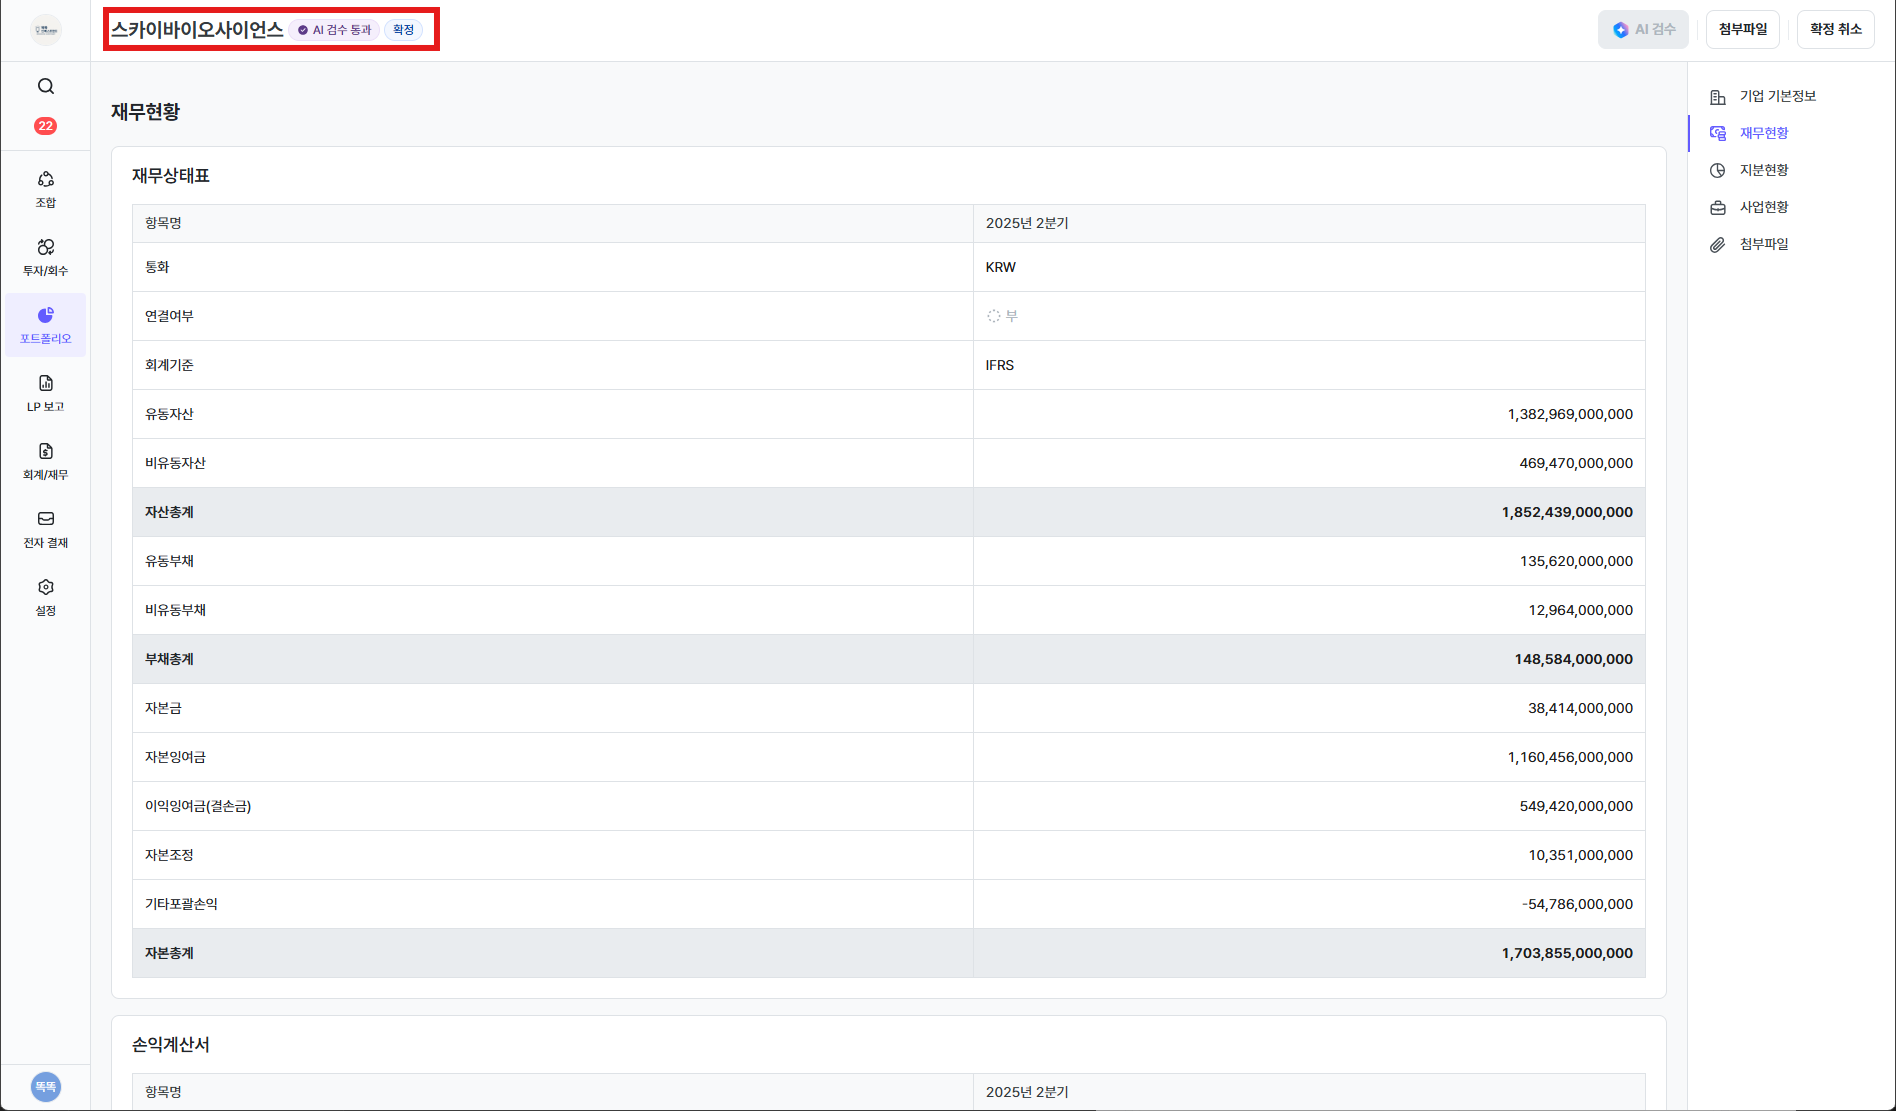 스카이바이오사이언스 AI 검수 통과 확정
AI 검수 첨부파일 확정 취소
22
조합
투자/회수
포트폴리오
LP 보고
회계/재무
전자 결재
설정
똑똑
재무현황
재무상태표
항목명 2025년 2분기
통화 KRW
연결여부 부
회계기준 IFRS
유동자산 1,382,969,000,000
비유동자산 469,470,000,000
자산총계 1,852,439,000,000
유동부채 135,620,000,000
비유동부채 12,964,000,000
부채총계 148,584,000,000
자본금 38,414,000,000
자본잉여금 1,160,456,000,000
이익잉여금(결손금) 549,420,000,000
자본조정 10,351,000,000
기타포괄손익 -54,786,000,000
자본총계 1,703,855,000,000
손익계산서
항목명 2025년 2분기
기업 기본정보
재무현황
지분현황
사업현황
첨부파일